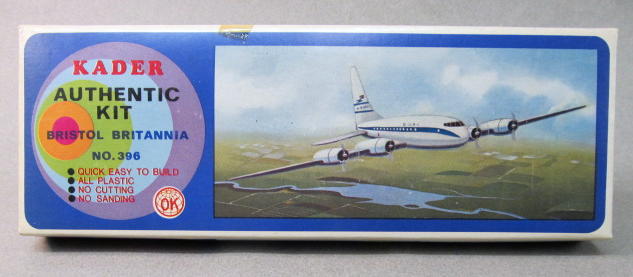 KADER
AUTHENTIC
KIT
BRISTOL BRITANNIA
NO. 396
• QUICK EASY TO BUILD
• ALL PLASTIC
• NO CUTTING
• NO SANDING
OK